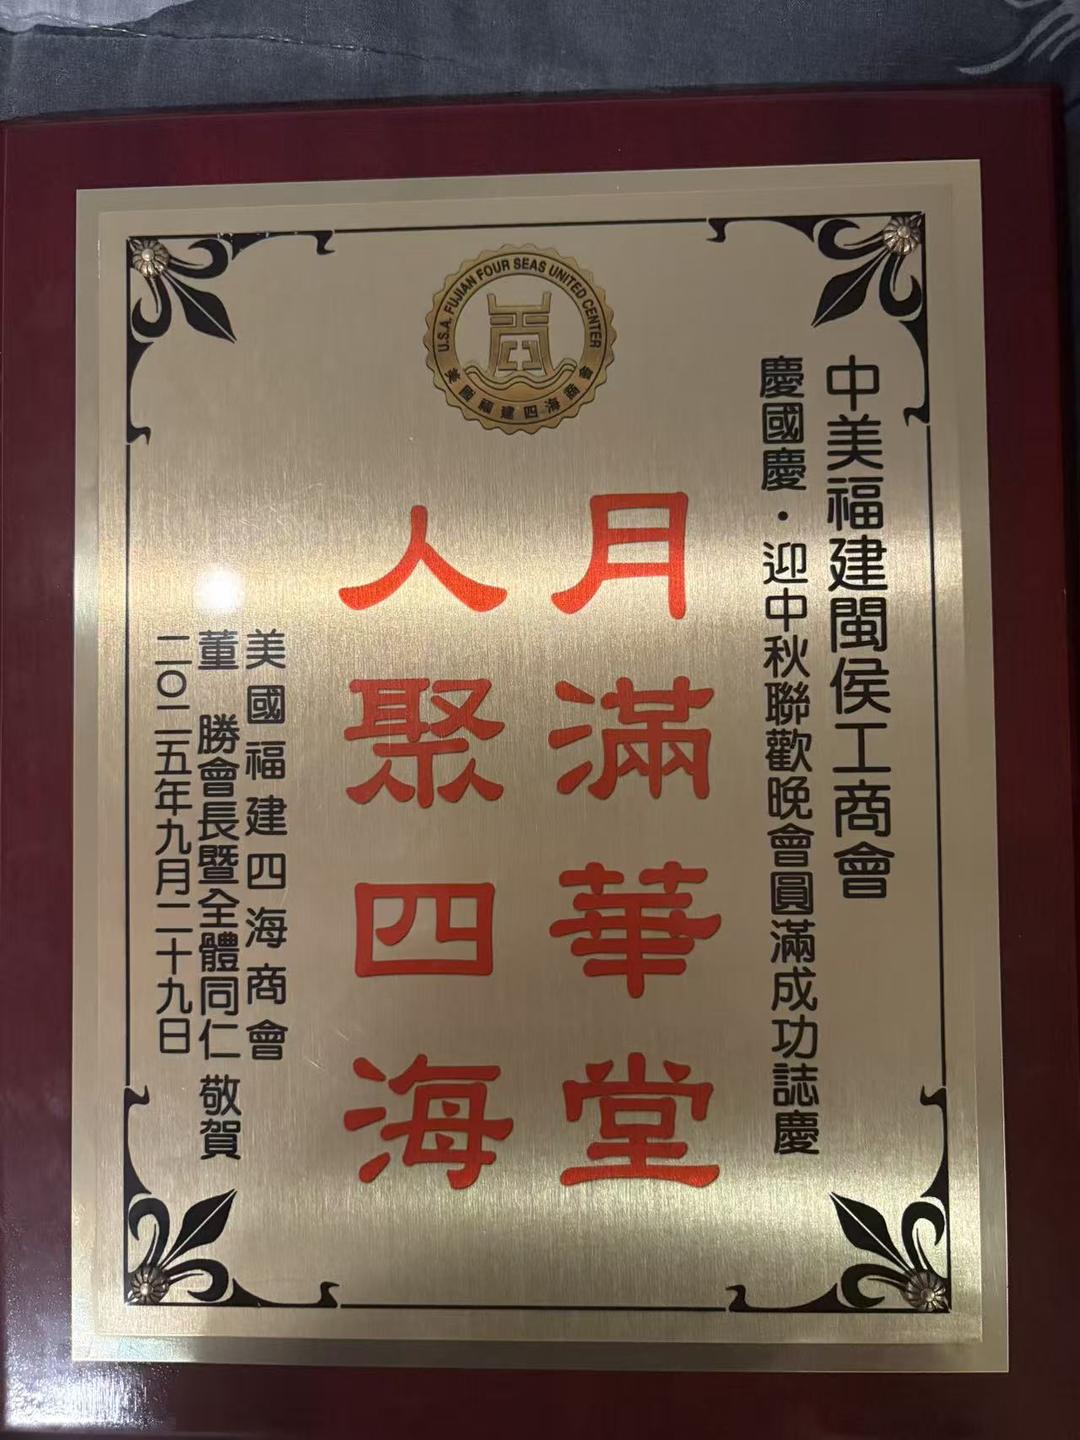 U.S.A. FUJIAN FOUR SEAS UNITED CENTER
美國福建四海商會
中美福建閩侯工商會
慶國慶·迎中秋聯歡晚會圓滿成功誌慶
月滿華堂
人聚四海
美國福建四海商會
董 勝會長暨全體同仁 敬賀
二〇二五年九月二十九日